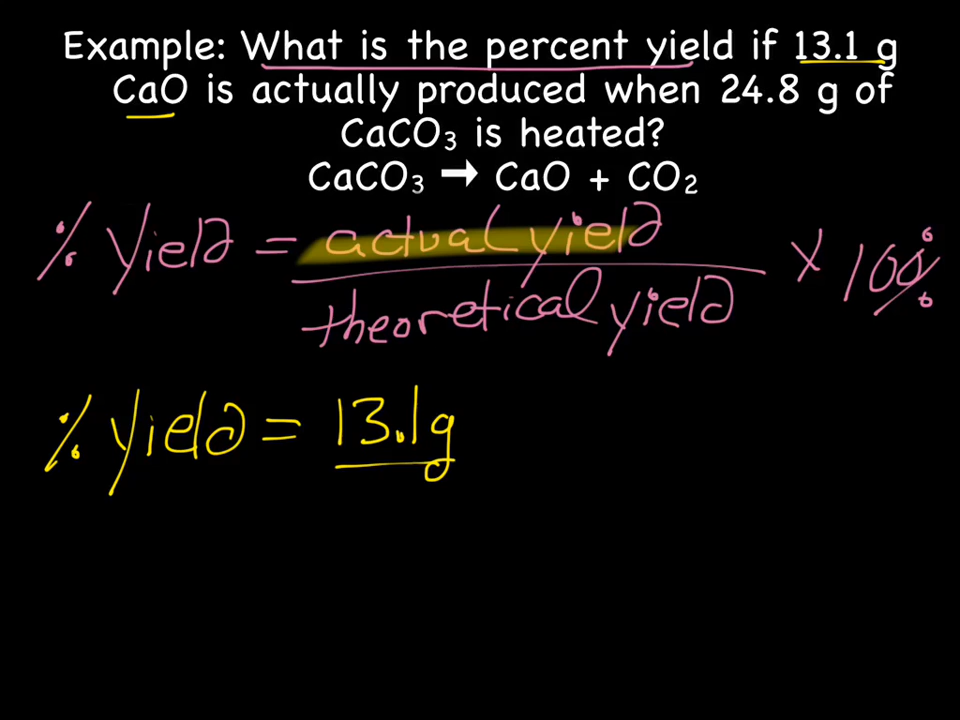 Example: What is the percent yield if 13.1 g
CaO is actually produced when 24.8 g of
CaCO₃ is heated?
CaCO₃ → CaO + CO₂
% Yield = actual yield / theoretical yield x 100%
% Yield = 13.1g